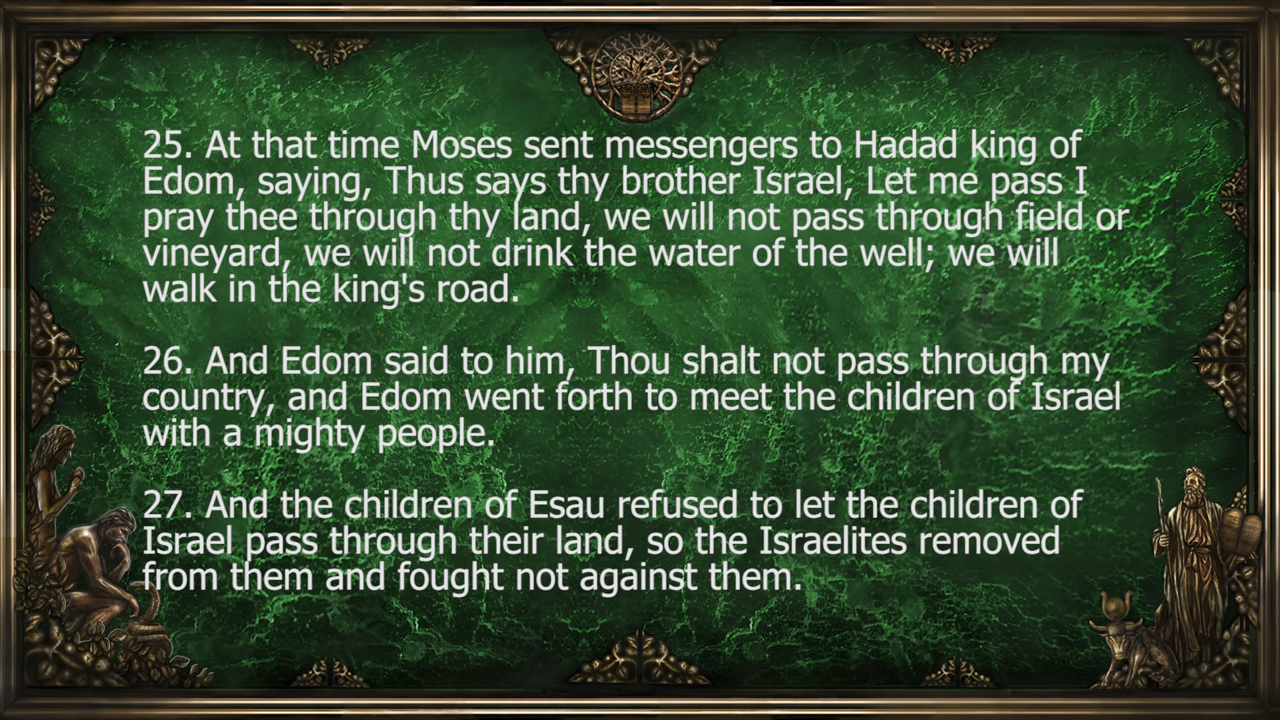 25. At that time Moses sent messengers to Hadad king of
Edom, saying, Thus says thy brother Israel, Let me pass I
pray thee through thy land, we will not pass through field or
vineyard, we will not drink the water of the well; we will
walk in the king's road.
26. And Edom said to him, Thou shalt not pass through my
country, and Edom went forth to meet the children of Israel
with a mighty people.
27. And the children of Esau refused to let the children of
Israel pass through their land, so the Israelites removed
from them and fought not against them.